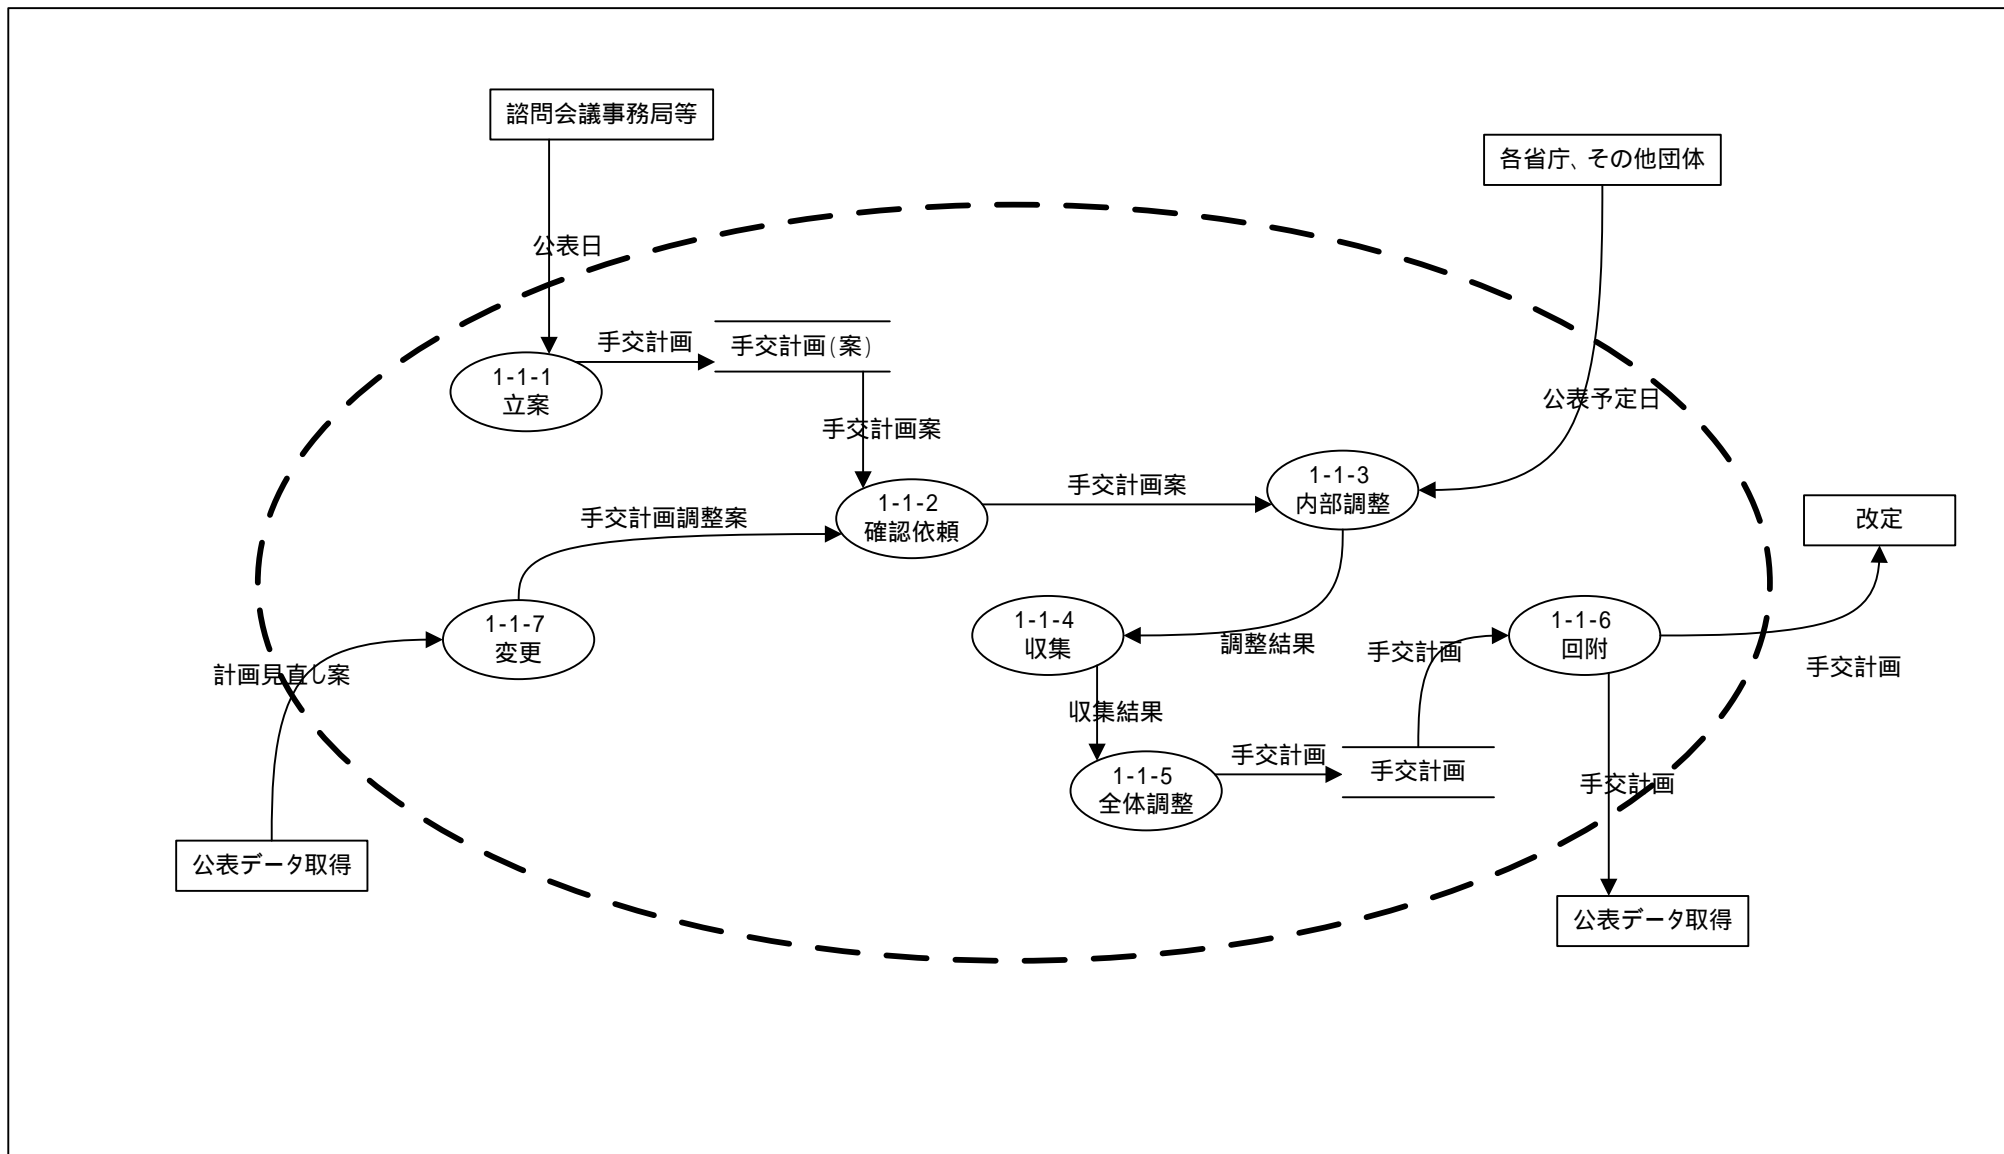 諮問会議事務局等
各省庁、その他団体
公表日
手交計画
手交計画(案)
1-1-1
立案
公表予定日
手交計画案
1-1-3
内部調整
手交計画案
1-1-2
確認依頼
手交計画調整案
改定
1-1-7
変更
1-1-4
収集
調整結果
手交計画
1-1-6
回附
手交計画
計画見直し案
収集結果
手交計画
手交計画
1-1-5
全体調整
手交計画
公表データ取得
公表データ取得